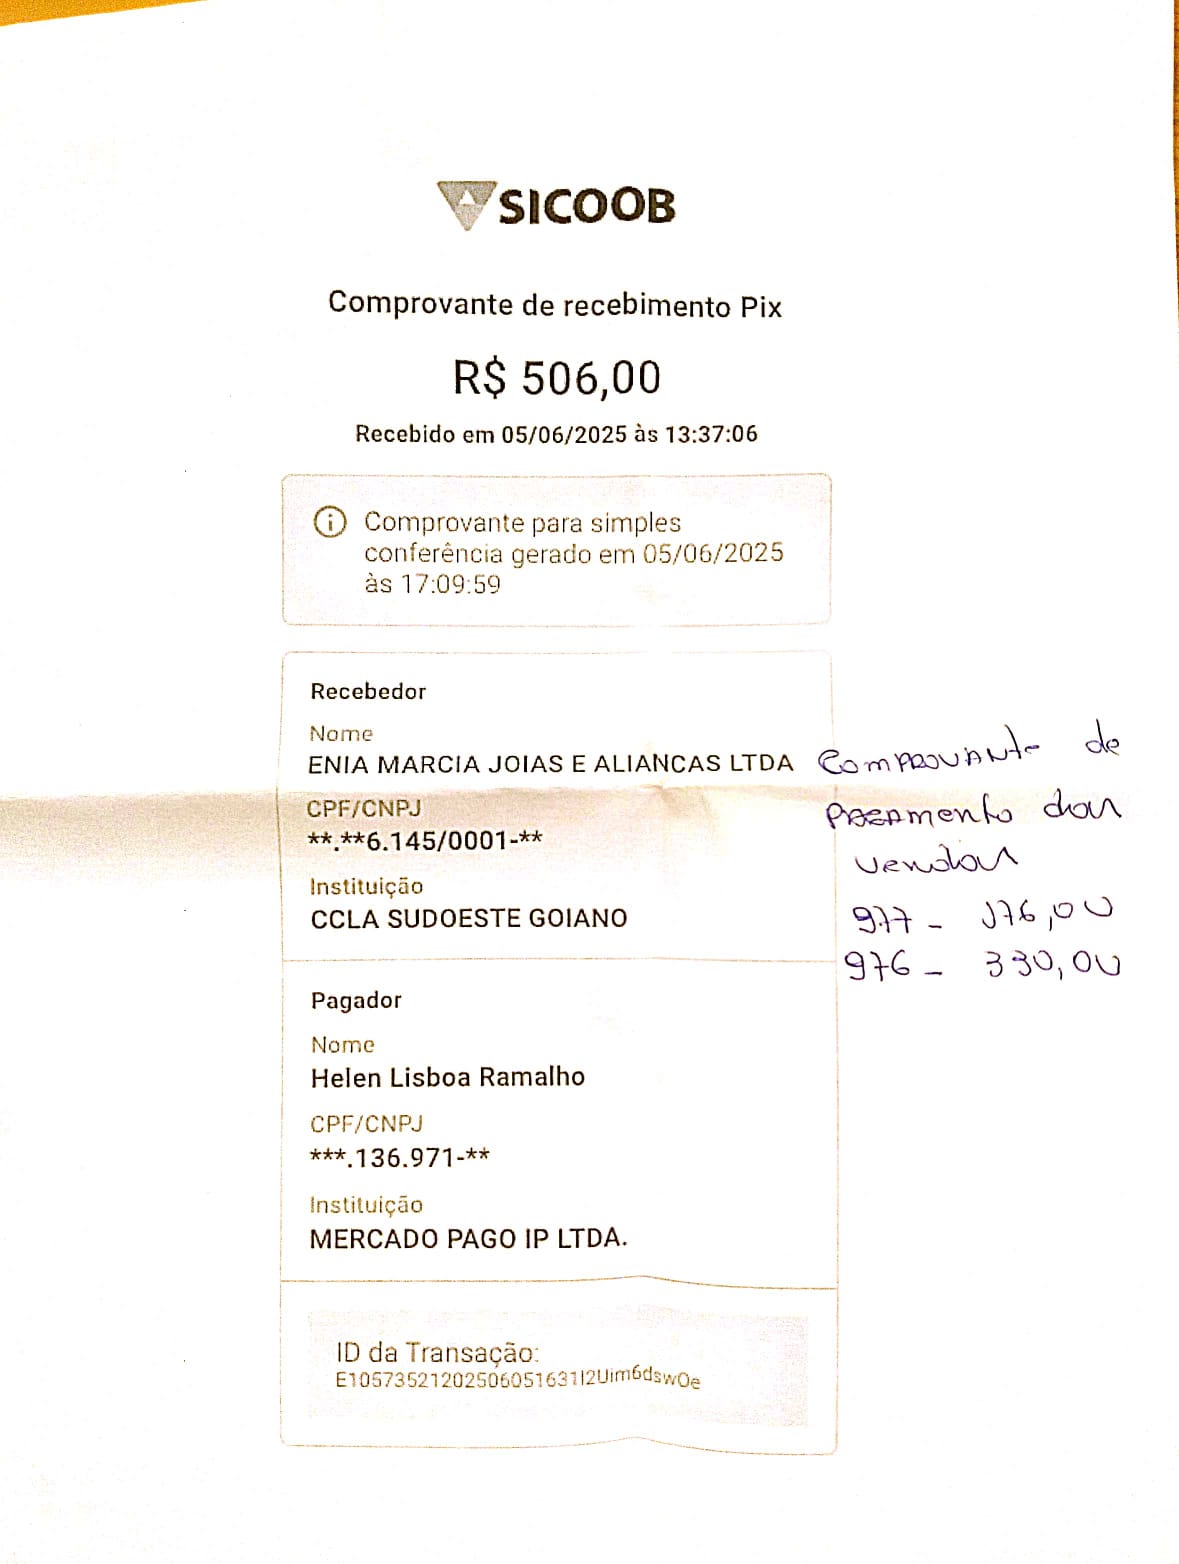 SICOOB
Comprovante de recebimento Pix
R$ 506,00
Recebido em 05/06/2025 às 13:37:06
Comprovante para simples
conferência gerado em 05/06/2025
às 17:09:59
Recebedor
Nome
ENIA MARCIA JOIAS E ALIANCAS LTDA
CPF/CNPJ
**.**6.145/0001-**
Instituição
CCLA SUDOESTE GOIANO
Comprovante de
Pagamento das
vendas
977 - 176,00
976 - 330,00
Pagador
Nome
Helen Lisboa Ramalho
CPF/CNPJ
***.136.971-**
Instituição
MERCADO PAGO IP LTDA.
ID da Transação:
E10573521202506051631I2Uim6dswOe